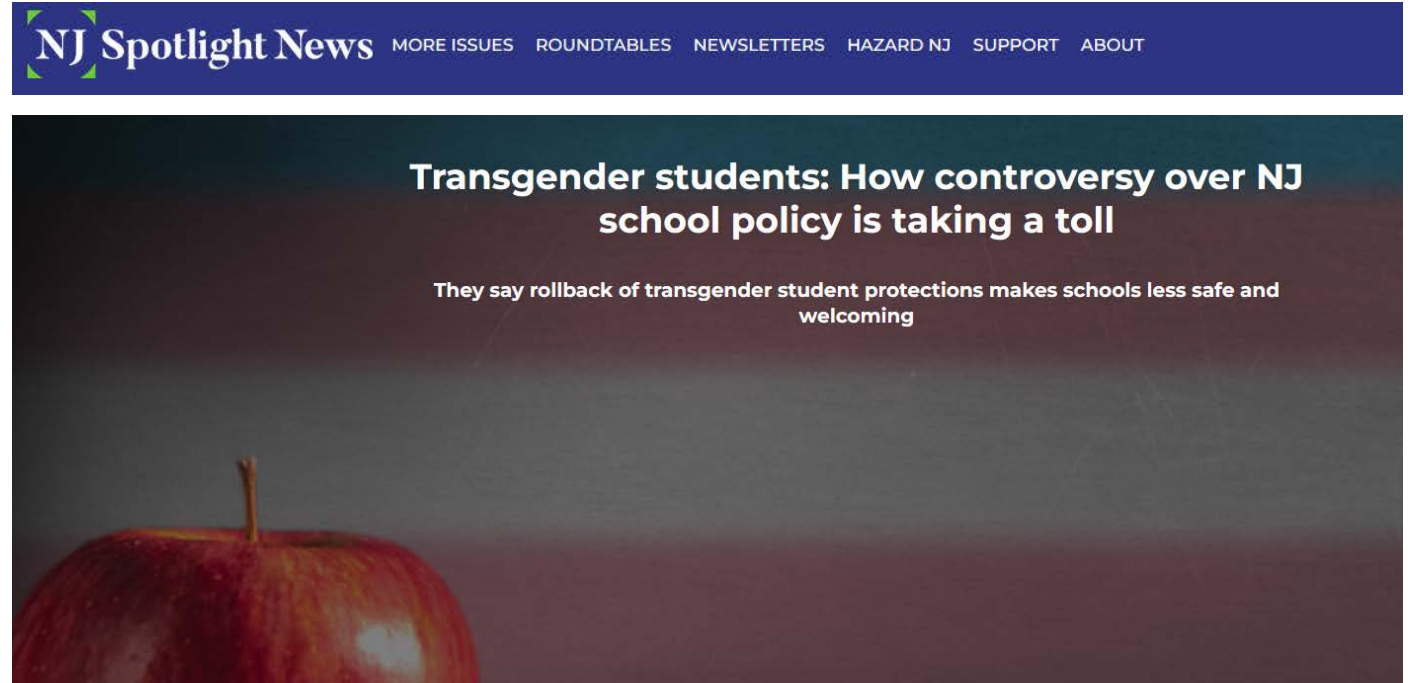 NJ Spotlight News MORE ISSUES ROUNDTABLES NEWSLETTERS HAZARD NJ SUPPORT ABOUT
Transgender students: How controversy over NJ
school policy is taking a toll
They say rollback of transgender student protections makes schools less safe and
welcoming